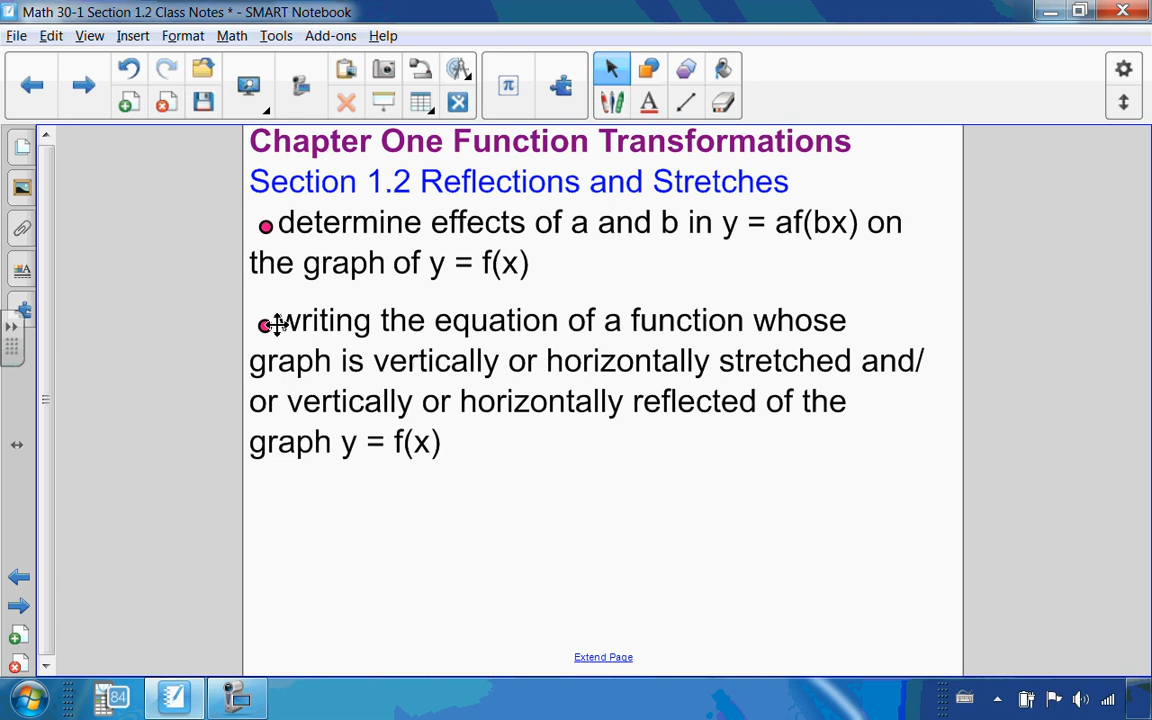 Math 30-1 Section 1.2 Class Notes * - SMART Notebook
File Edit View Insert Format Math Tools Add-ons Help
π
A
Chapter One Function Transformations
Section 1.2 Reflections and Stretches
determine effects of a and b in y = af(bx) on
the graph of y = f(x)
writing the equation of a function whose
graph is vertically or horizontally stretched and/
or vertically or horizontally reflected of the
graph y = f(x)
Extend Page
84